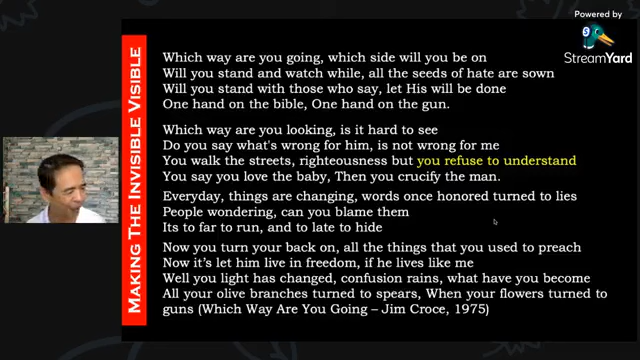 Powered by
StreamYard
MAKING THE INVISIBLE VISIBLE
Which way are you going, which side will you be on
Will you stand and watch while, all the seeds of hate are sown
Will you stand with those who say, let His will be done
One hand on the bible, One hand on the gun.
Which way are you looking, is it hard to see
Do you say what's wrong for him, is not wrong for me
You walk the streets, righteousness but you refuse to understand
You say you love the baby, Then you crucify the man.
Everyday, things are changing, words once honored turned to lies
People wondering, can you blame them
Its to far to run, and to late to hide
Now you turn your back on, all the things that you used to preach
Now it's let him live in freedom, if he lives like me
Well you light has changed, confusion rains, what have you become
All your olive branches turned to spears, When your flowers turned to
guns (Which Way Are You Going – Jim Croce, 1975)